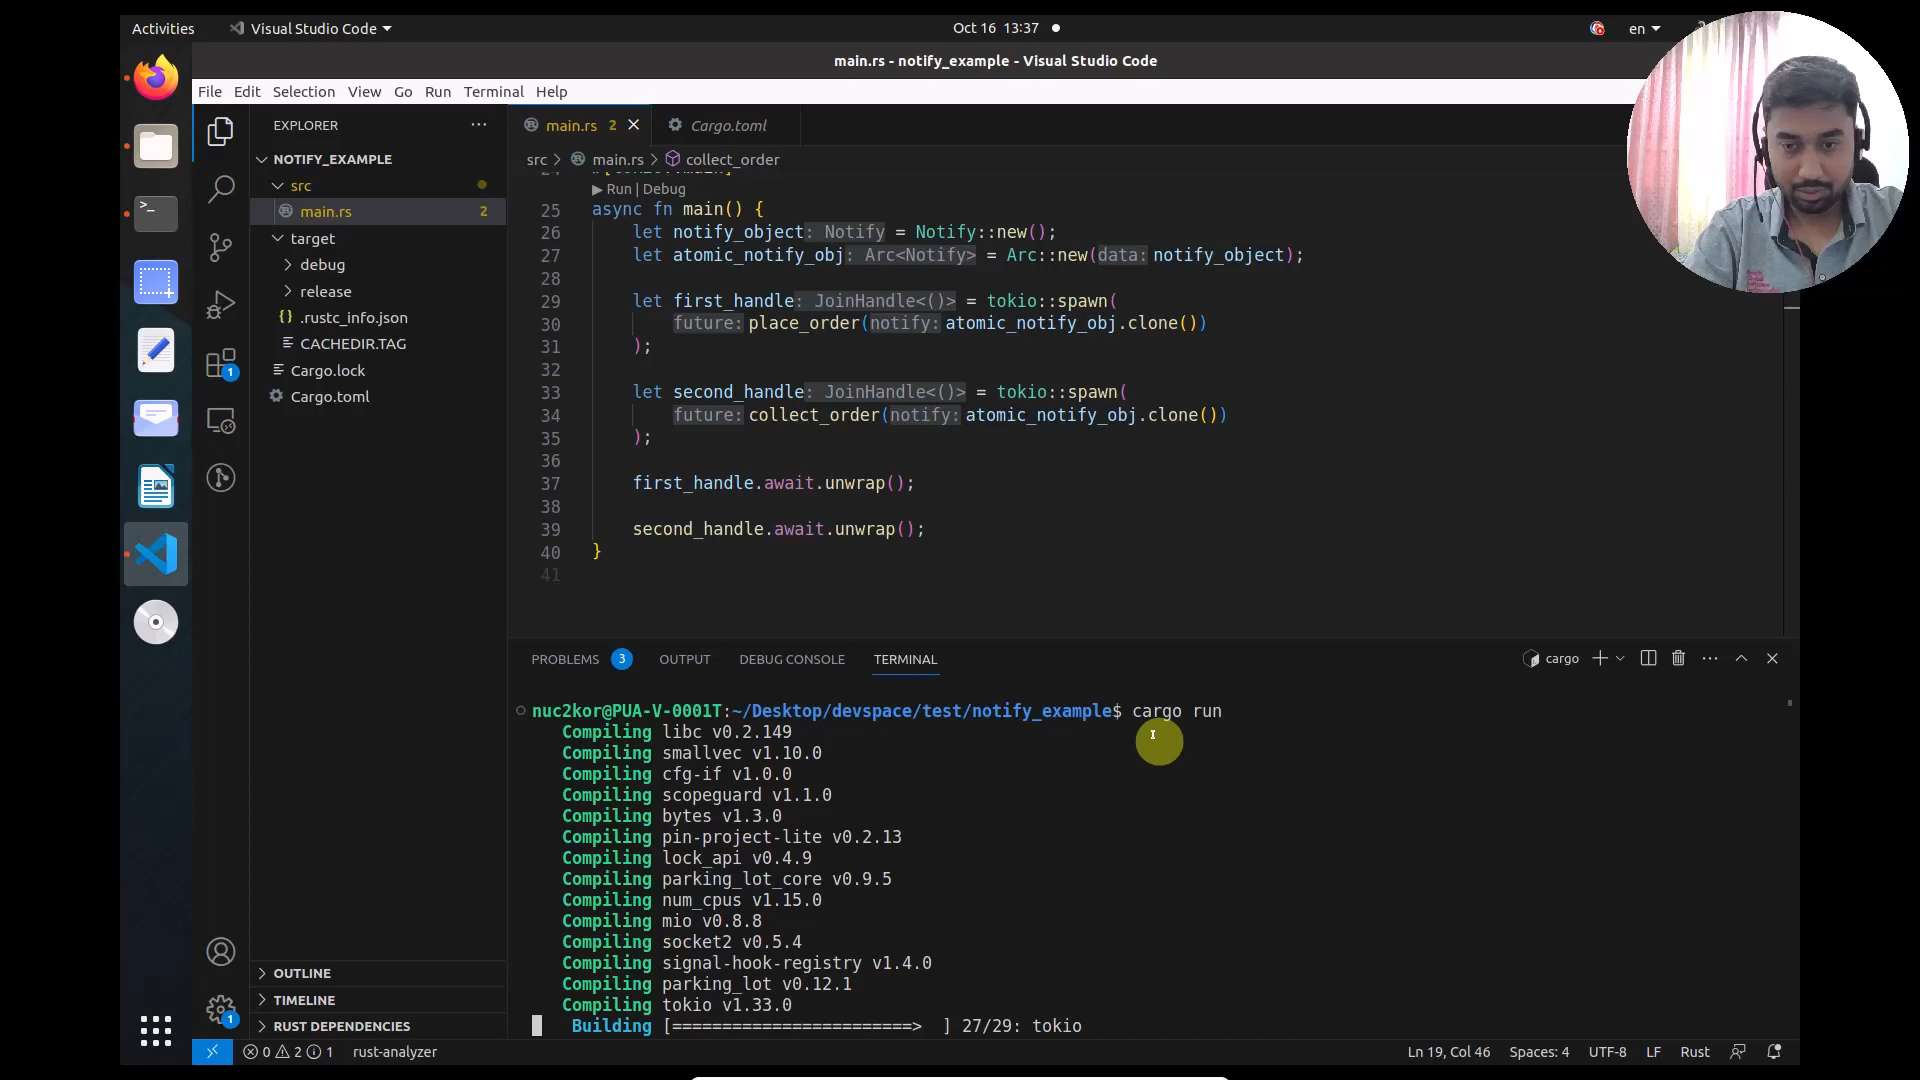 Activities
Visual Studio Code
Oct 16 13:37
en
main.rs - notify_example - Visual Studio Code
File Edit Selection View Go Run Terminal Help
EXPLORER
NOTIFY_EXAMPLE
src
main.rs 2
target
debug
release
.rustc_info.json
CACHEDIR.TAG
Cargo.lock
Cargo.toml
OUTLINE
TIMELINE
RUST DEPENDENCIES
1
1
main.rs 2
Cargo.toml
src > main.rs > collect_order
▶ Run | Debug
25 async fn main() {
26 let notify_object: Notify = Notify::new();
27 let atomic_notify_obj: Arc<Notify> = Arc::new(data: notify_object);
28
29 let first_handle: JoinHandle<()> = tokio::spawn(
30 future: place_order(notify: atomic_notify_obj.clone())
31 );
32
33 let second_handle: JoinHandle<()> = tokio::spawn(
34 future: collect_order(notify: atomic_notify_obj.clone())
35 );
36
37 first_handle.await.unwrap();
38
39 second_handle.await.unwrap();
40 }
41
PROBLEMS 3 OUTPUT DEBUG CONSOLE TERMINAL
cargo
nuc2kor@PUA-V-0001T:~/Desktop/devspace/test/notify_example$ cargo run
Compiling libc v0.2.149
Compiling smallvec v1.10.0
Compiling cfg-if v1.0.0
Compiling scopeguard v1.1.0
Compiling bytes v1.3.0
Compiling pin-project-lite v0.2.13
Compiling lock_api v0.4.9
Compiling parking_lot_core v0.9.5
Compiling num_cpus v1.15.0
Compiling mio v0.8.8
Compiling socket2 v0.5.4
Compiling signal-hook-registry v1.4.0
Compiling parking_lot v0.12.1
Compiling tokio v1.33.0
Building [========================> ] 27/29: tokio
0 2 1 rust-analyzer
Ln 19, Col 46 Spaces: 4 UTF-8 LF Rust